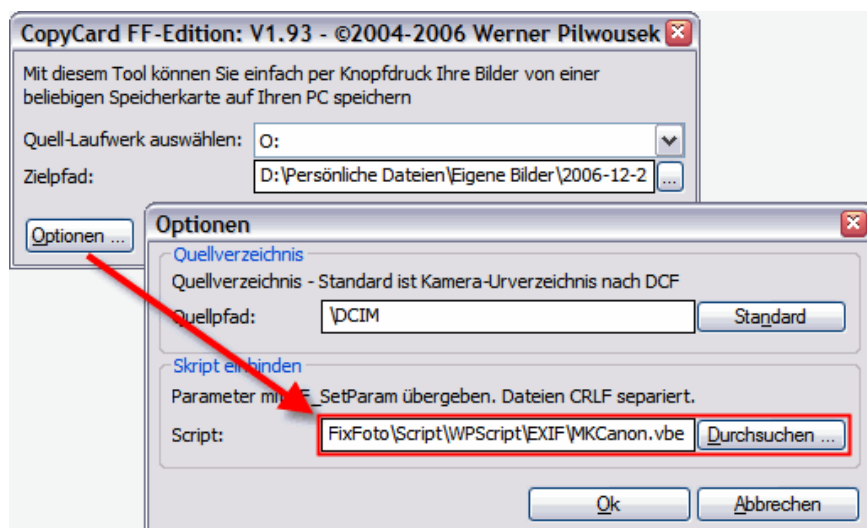 CopyCard FF-Edition: V1.93 - ©2004-2006 Werner Pilwousek
Mit diesem Tool können Sie einfach per Knopfdruck Ihre Bilder von einer
beliebigen Speicherkarte auf Ihren PC speichern
Quell-Laufwerk auswählen: O:
Zielpfad: D:\Persönliche Dateien\Eigene Bilder\2006-12-2 ...
Optionen ...
Optionen
Quellverzeichnis
Quellverzeichnis - Standard ist Kamera-Urverzeichnis nach DCF
Quellpfad: \DCIM Standard
Skript einbinden
Parameter mit _SetParam übergeben. Dateien CRLF separiert.
Script: FixFoto\Script\WPScript\EXIF\MKCanon.vbe Durchsuchen ...
Ok Abbrechen